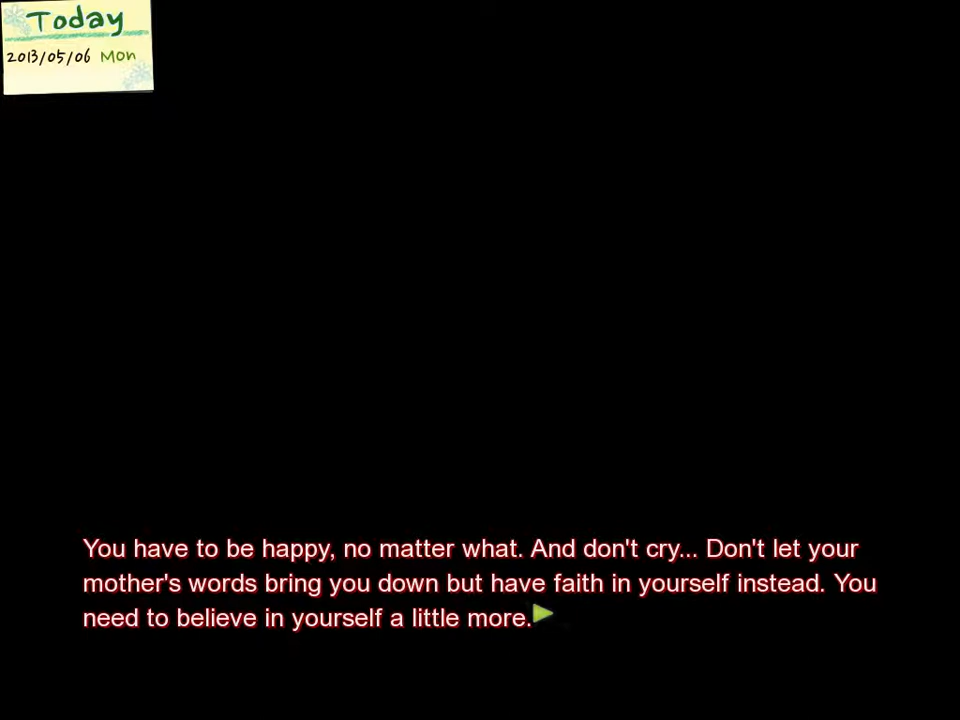 Today
2013/05/06 Mon
You have to be happy, no matter what. And don't cry... Don't let your
mother's words bring you down but have faith in yourself instead. You
need to believe in yourself a little more.